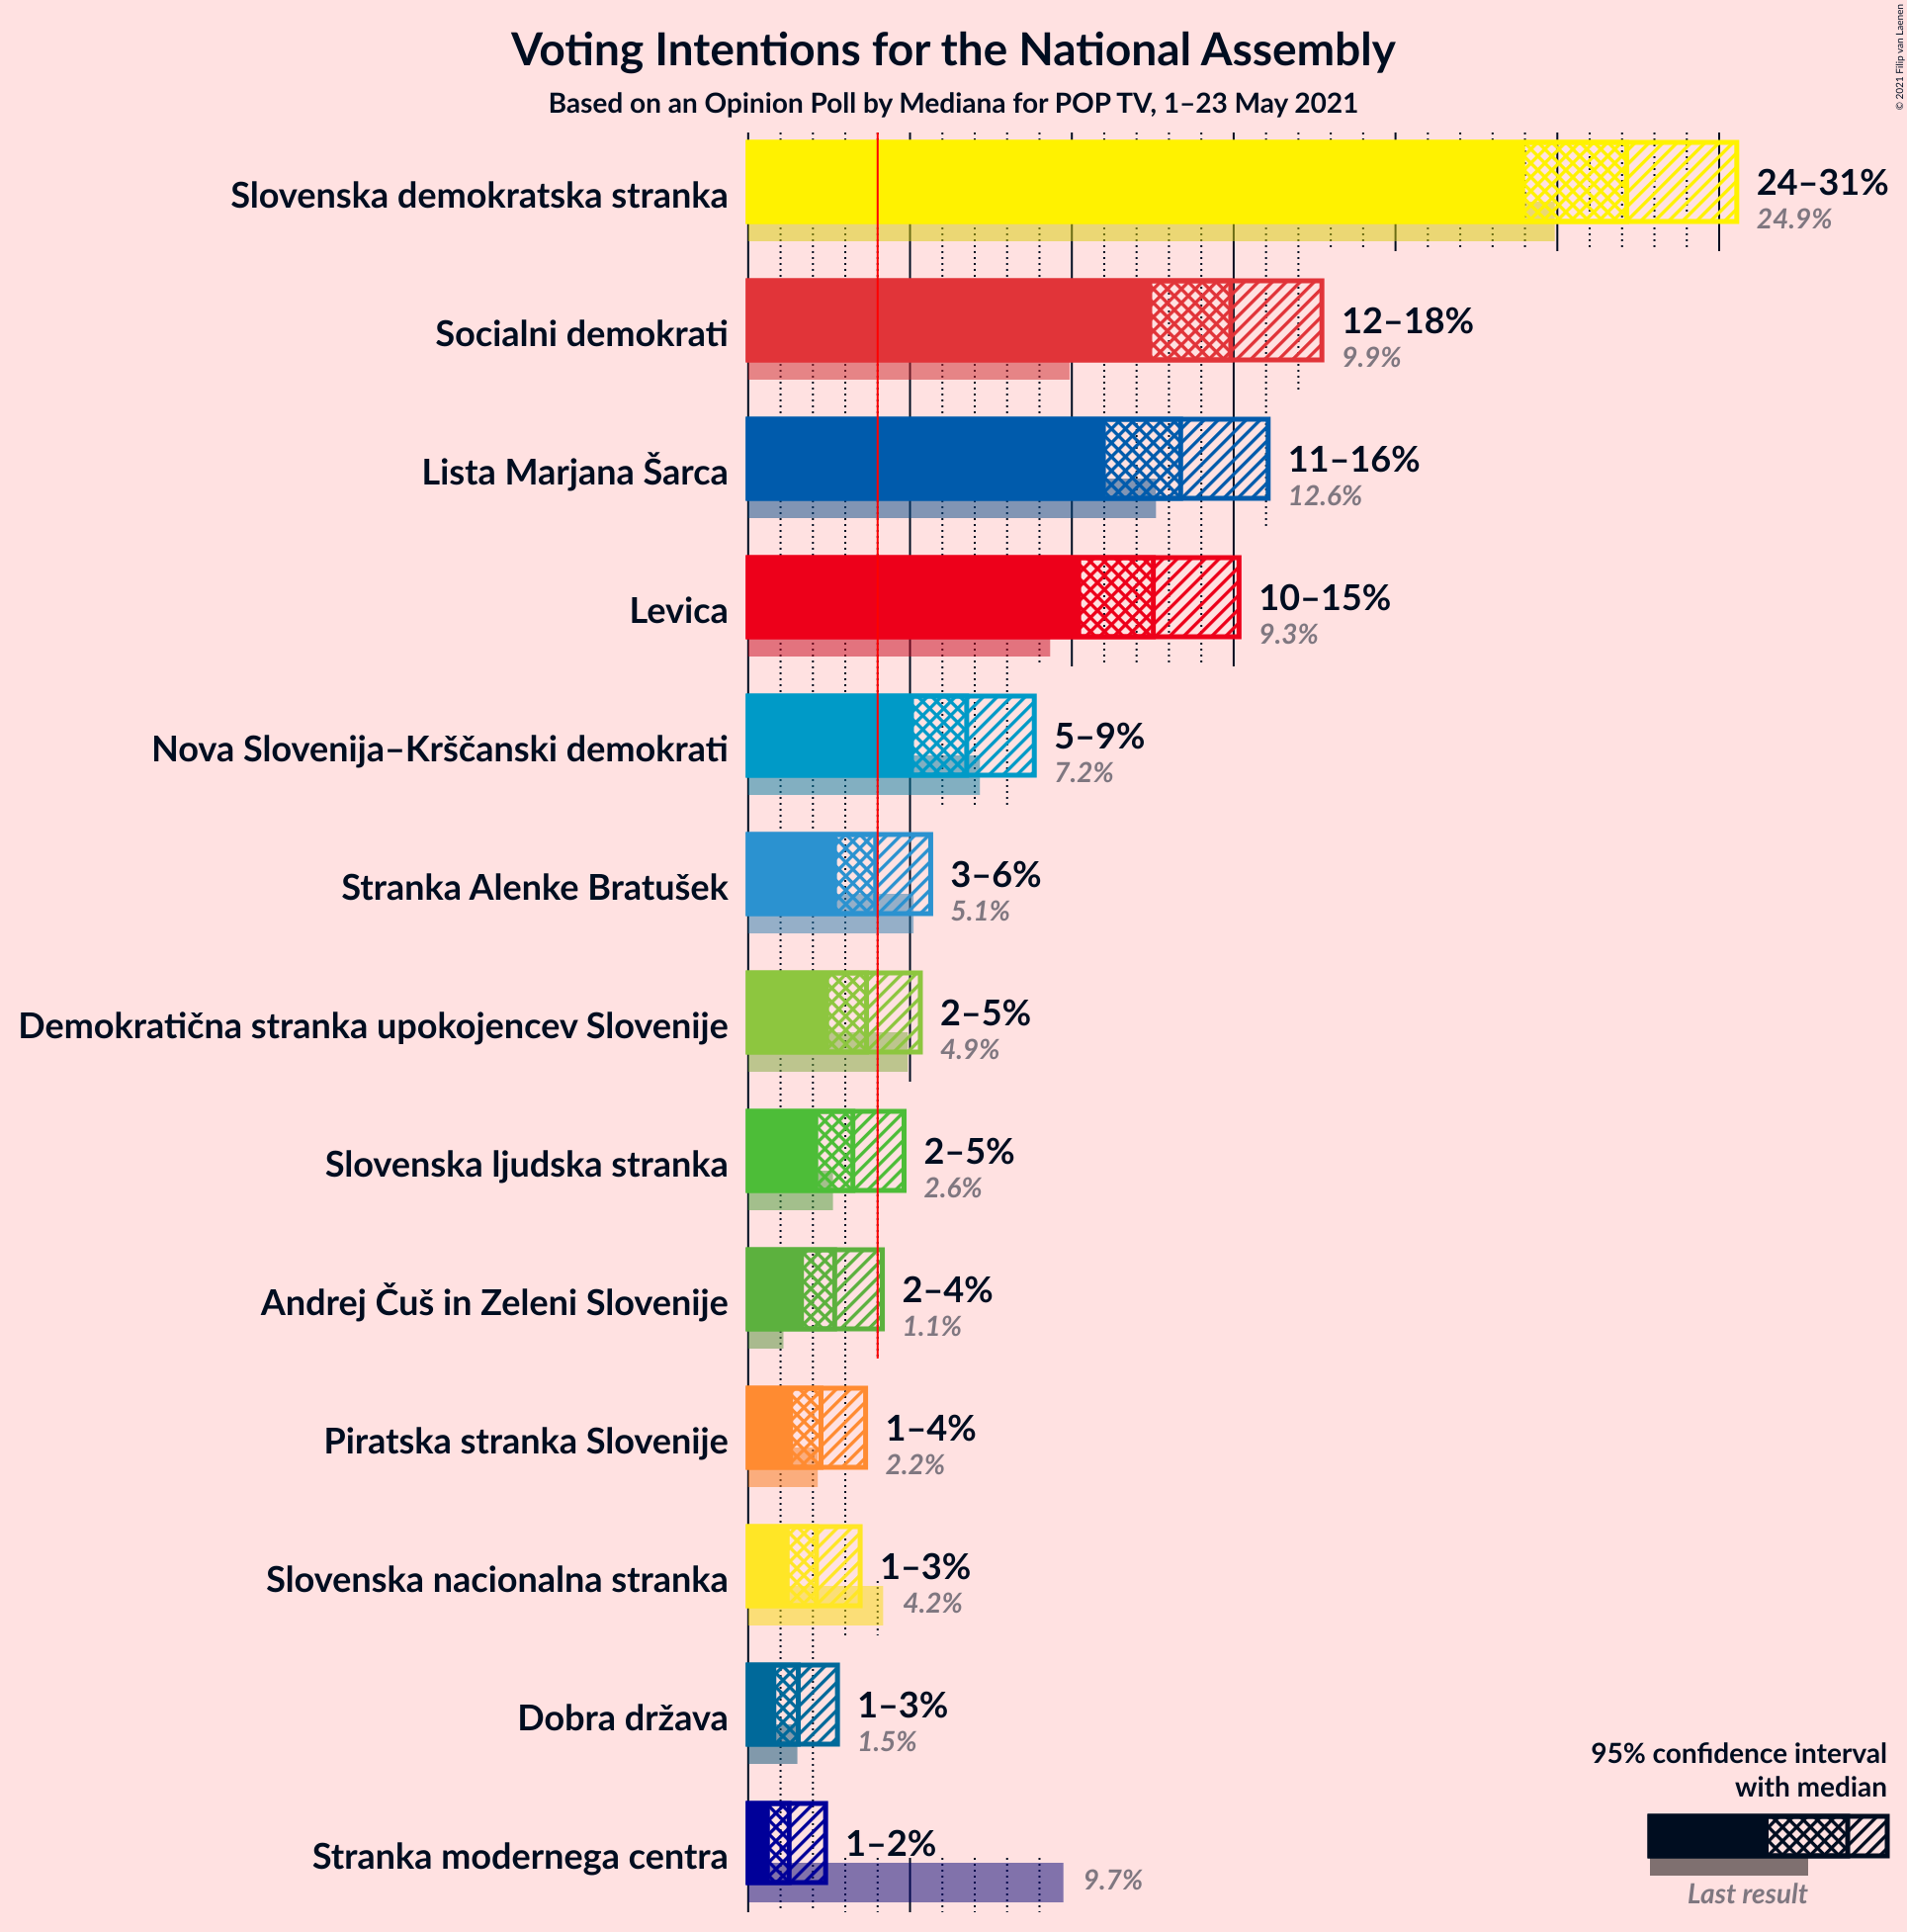 Voting Intentions for the National Assembly
Based on an Opinion Poll by Mediana for POP TV, 1–23 May 2021
© 2021 Filip van Laenen
Slovenska demokratska stranka
24–31%
24.9%
Socialni demokrati
12–18%
9.9%
Lista Marjana Šarca
11–16%
12.6%
Levica
10–15%
9.3%
Nova Slovenija–Krščanski demokrati
5–9%
7.2%
Stranka Alenke Bratušek
3–6%
5.1%
Demokratična stranka upokojencev Slovenije
2–5%
4.9%
Slovenska ljudska stranka
2–5%
2.6%
Andrej Čuš in Zeleni Slovenije
2–4%
1.1%
Piratska stranka Slovenije
1–4%
2.2%
Slovenska nacionalna stranka
1–3%
4.2%
Dobra država
1–3%
1.5%
Stranka modernega centra
1–2%
9.7%
95% confidence interval
with median
Last result